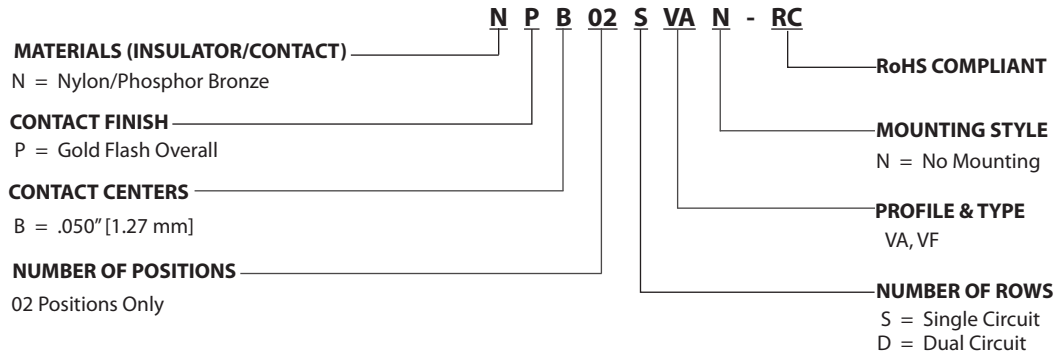 N P B 02 S VA N - RC
MATERIALS (INSULATOR/CONTACT)
N = Nylon/Phosphor Bronze
CONTACT FINISH
P = Gold Flash Overall
CONTACT CENTERS
B = .050” [1.27 mm]
NUMBER OF POSITIONS
02 Positions Only
RoHS COMPLIANT
MOUNTING STYLE
N = No Mounting
PROFILE & TYPE
VA, VF
NUMBER OF ROWS
S = Single Circuit
D = Dual Circuit